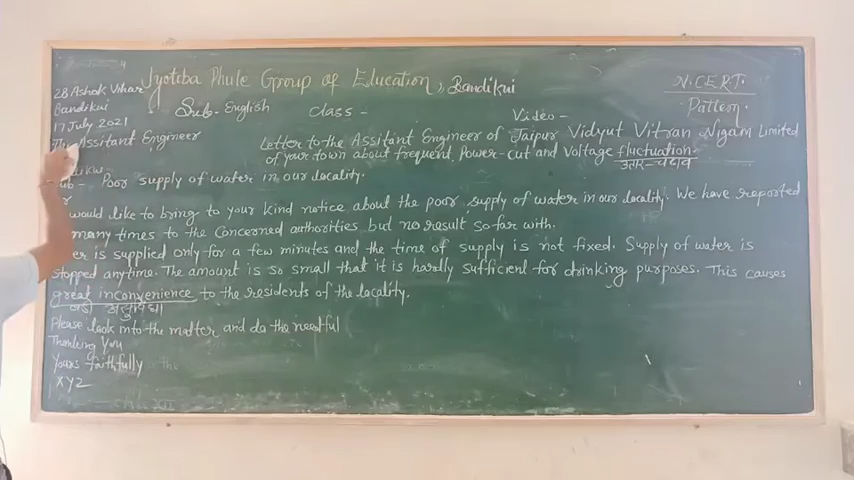 Jyotoba Phule Group of Education, Bandikui
N.C.E.R.T.
Pattern
28 Ashok Vihar
Bandikui
17 July 2021
Sub- English
Class -
Video -
The Assitant Engineer
Letter to the Assitant Engineer of Jaipur Vidyut Vitran Nigam Limited
of your town about frequent Power-cut and Voltage fluctuation.
उतार-चढाव
Sub - Poor supply of water in our locality.
would like to bring to your kind notice about the poor supply of water in our locality. We have reported
many times to the concerned authorities but no result so far with.
er is supplied only for a few minutes and the time of supply is not fixed. Supply of water is
stopped anytime. The amount is so small that it is hardly sufficient for drinking purposes. This causes
great inconvenience to the residents of the locality.
Please look into the matter and do the needful
Thanking You
Yours faithfully
XYZ